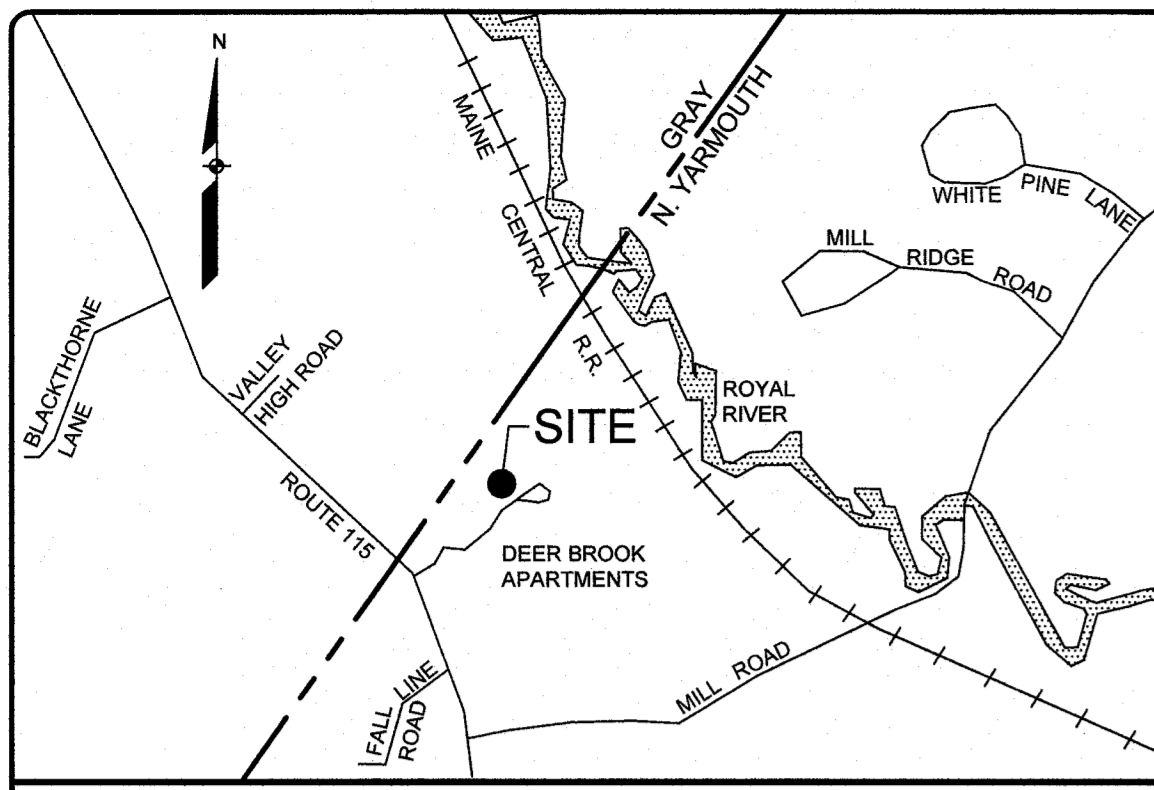 N
MAINE
CENTRAL
R.R.
GRAY
N. YARMOUTH
WHITE PINE LANE
MILL RIDGE ROAD
BLACKTHORNE
LANE
VALLEY
HIGH ROAD
ROYAL
RIVER
SITE
ROUTE 115
DEER BROOK
APARTMENTS
MILL ROAD
FALL LINE
ROAD